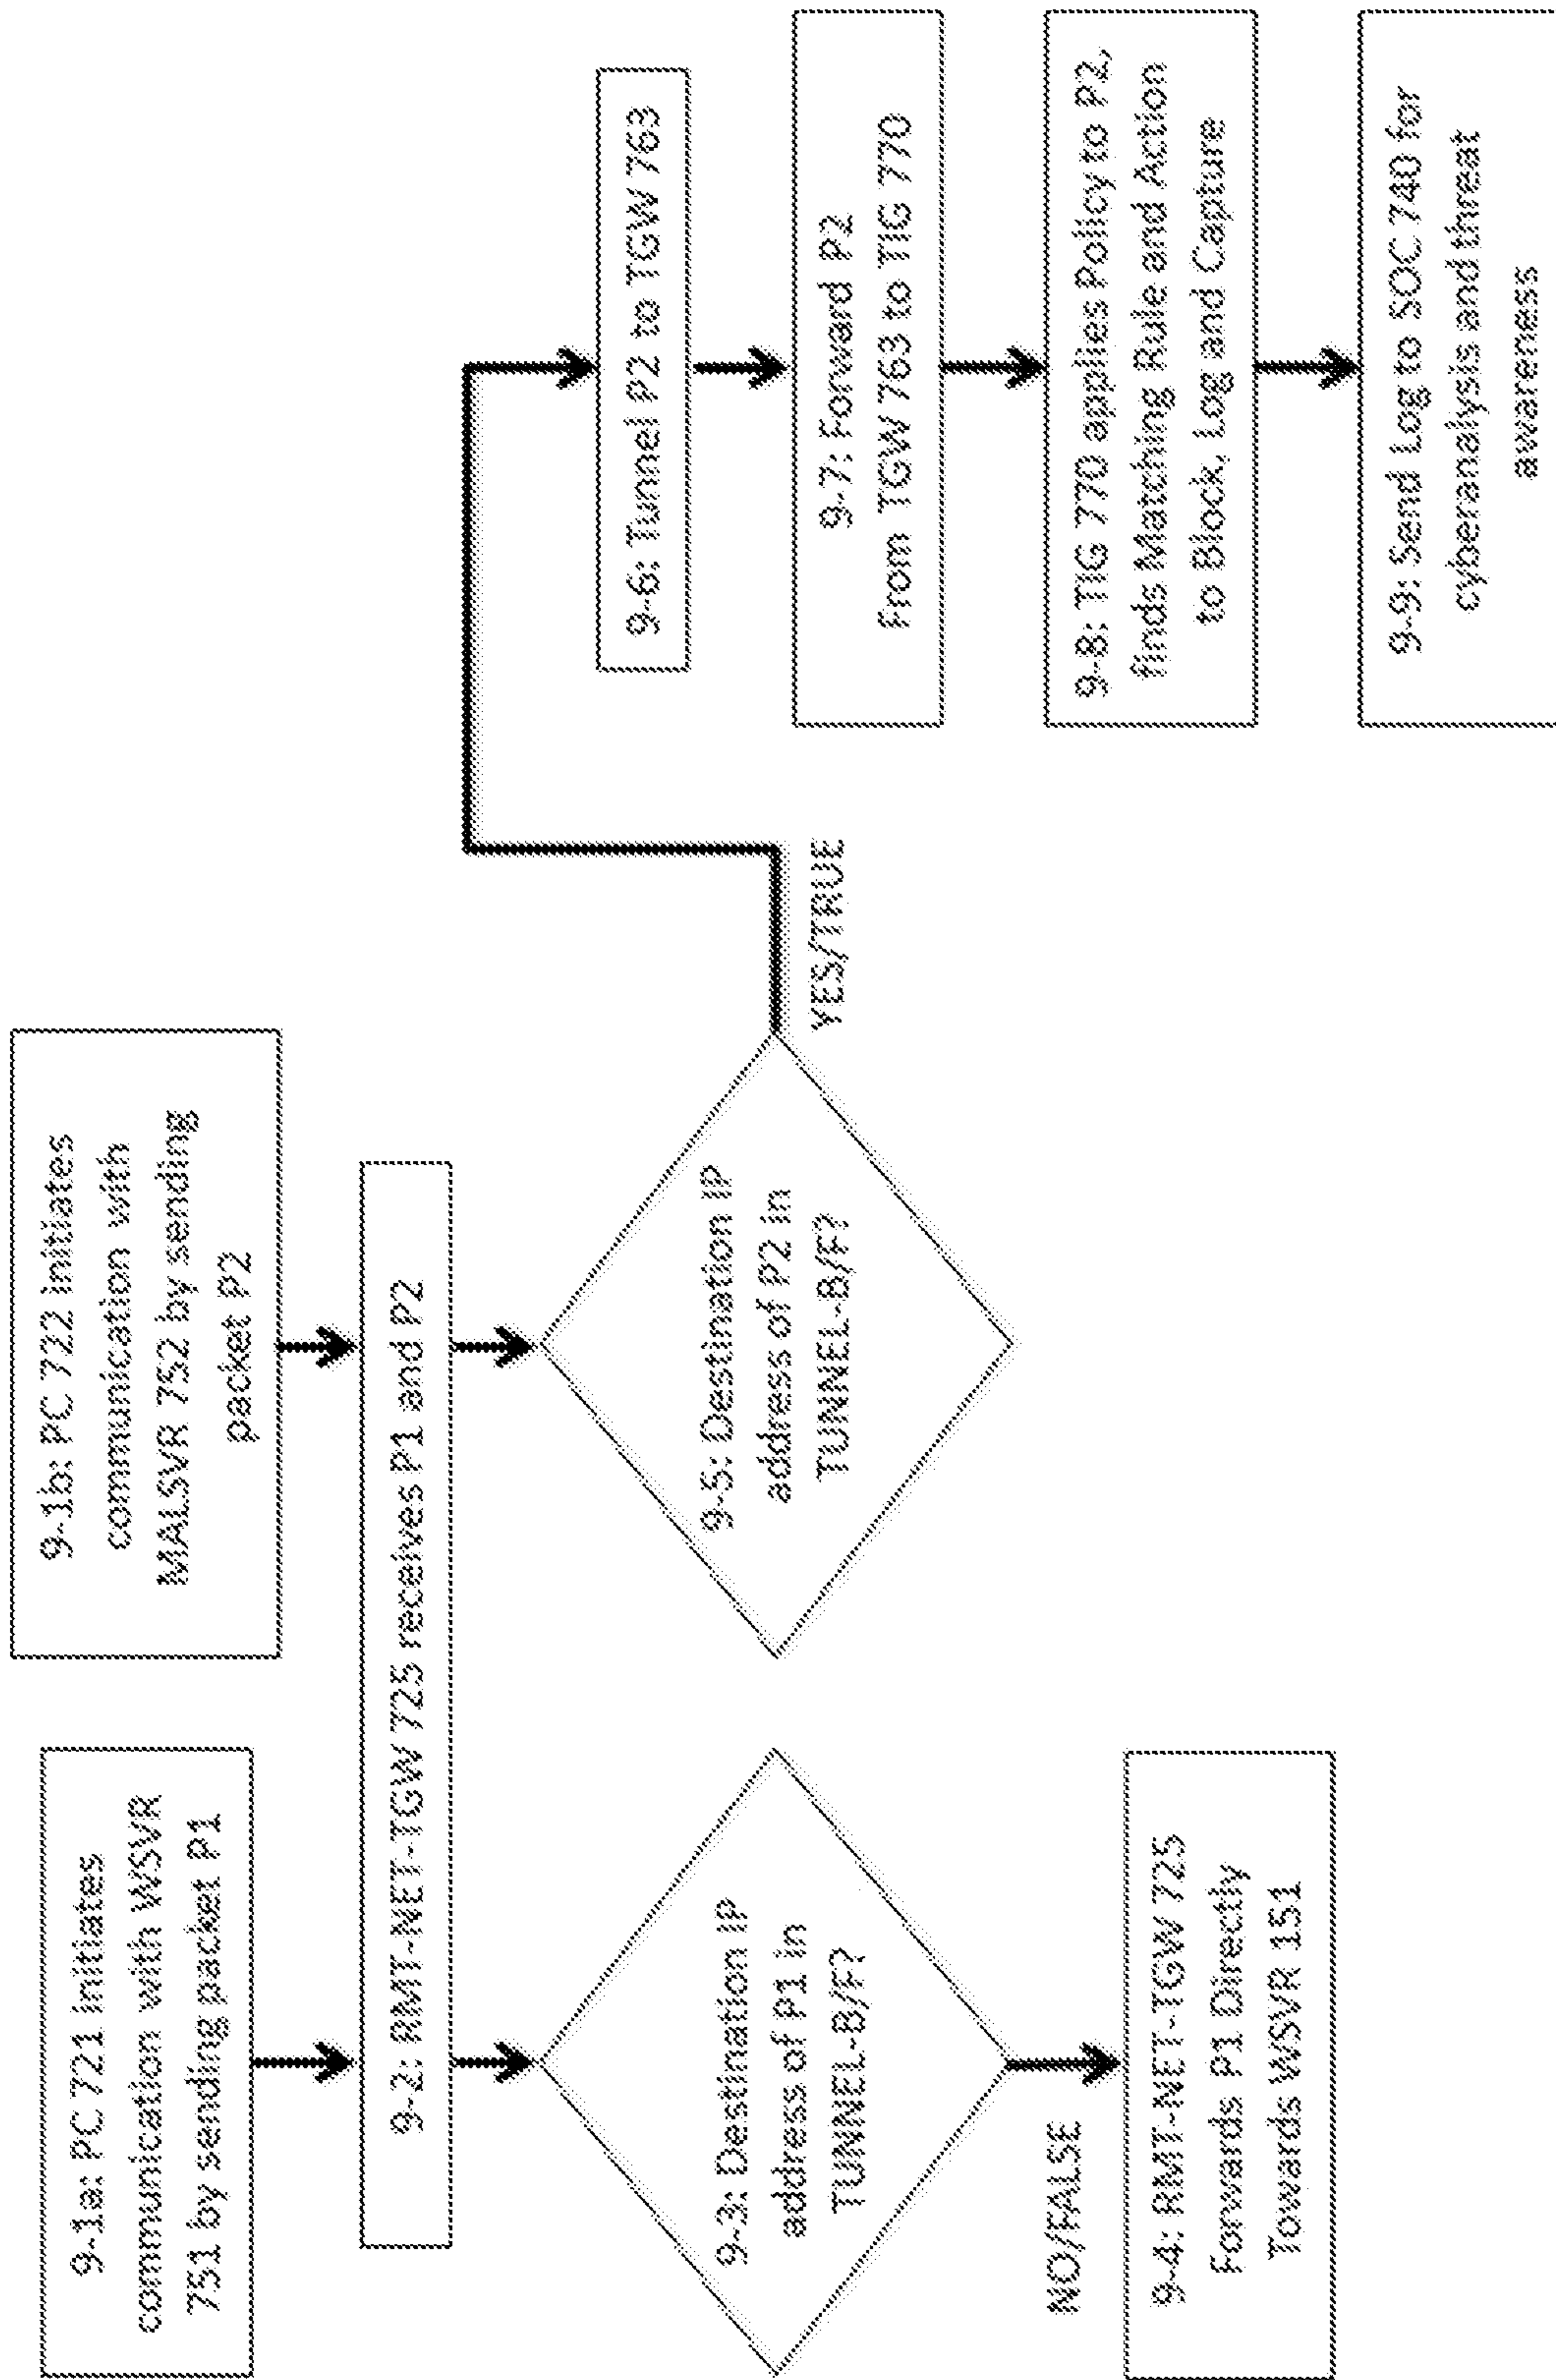 9-1a: PC 721 initiates
communication with WSVR
751 by sending packet P1
9-1b: PC 722 initiates
communication with
MALSVR 752 by sending
packet P2
9-2: RMT-NET-TGW 725 receives P1 and P2
9-3: Destination IP
address of P1 in
TUNNEL-B/F?
NO/FALSE
9-4: RMT-NET-TGW 725
Forwards P1 Directly
Towards WSVR 151
9-5: Destination IP
address of P2 in
TUNNEL-B/F?
YES/TRUE
9-6: Tunnel P2 to TGW 763
9-7: Forward P2
From TGW 763 to TIG 770
9-8: TIG 770 applies Policy to P2,
finds Matching Rule and Action
to Block, Log and Capture
9-9: Send Log to SOC 740 for
cyberanalysis and threat
awareness